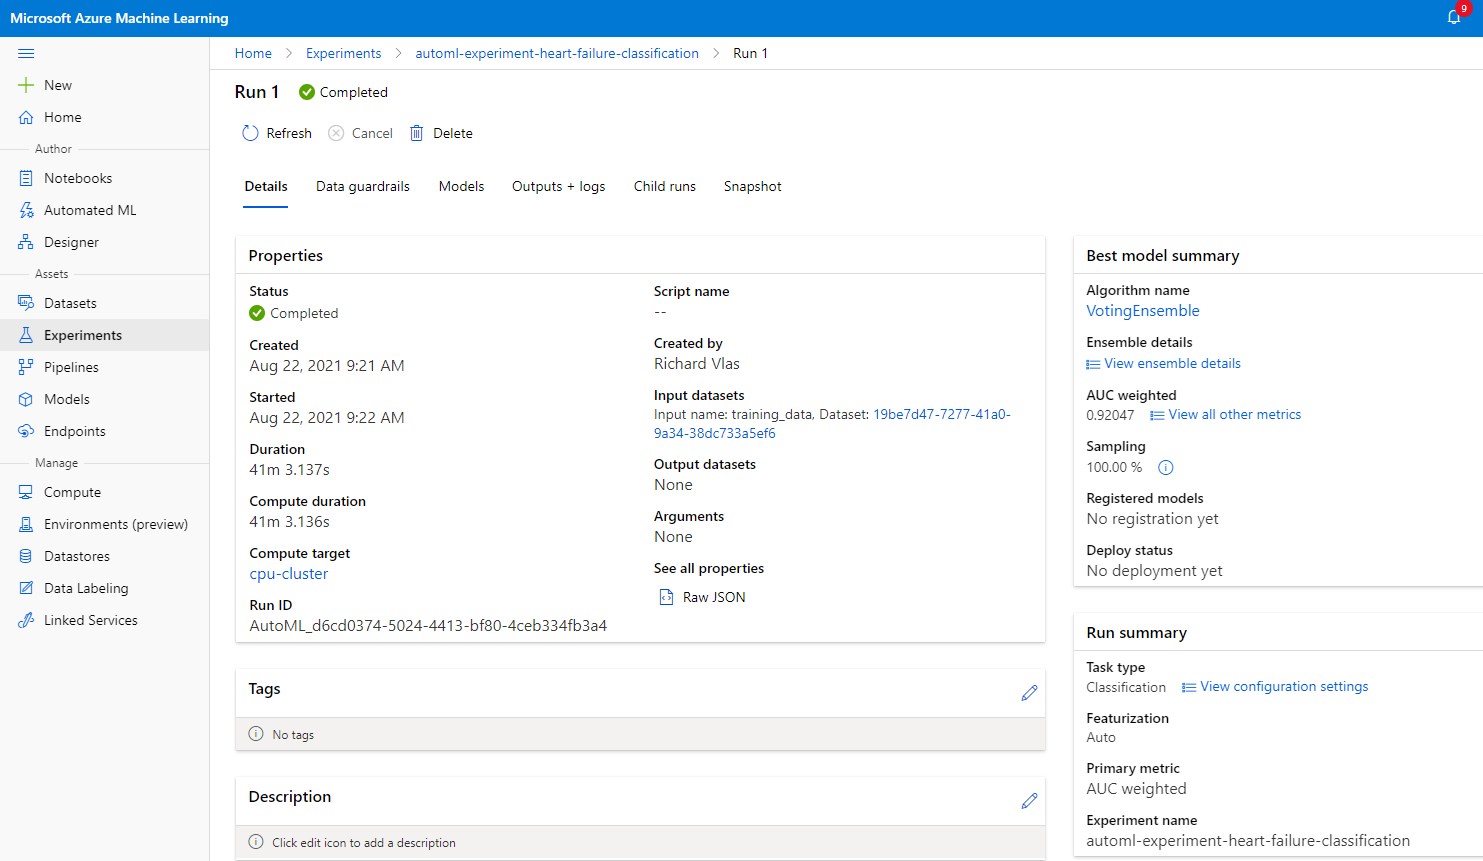 Microsoft Azure Machine Learning
9
Home > Experiments > automl-experiment-heart-failure-classification > Run 1
New
Home
Author
Notebooks
Automated ML
Designer
Assets
Datasets
Experiments
Pipelines
Models
Endpoints
Manage
Compute
Environments (preview)
Datastores
Data Labeling
Linked Services
Run 1 Completed
Refresh Cancel Delete
Details Data guardrails Models Outputs + logs Child runs Snapshot
Properties
Status
Completed
Created
Aug 22, 2021 9:21 AM
Started
Aug 22, 2021 9:22 AM
Duration
41m 3.137s
Compute duration
41m 3.136s
Compute target
cpu-cluster
Run ID
AutoML_d6cd0374-5024-4413-bf80-4ceb334fb3a4
Script name
--
Created by
Richard Vlas
Input datasets
Input name: training_data, Dataset: 19be7d47-7277-41a0-
9a34-38dc733a5ef6
Output datasets
None
Arguments
None
See all properties
Raw JSON
Tags
No tags
Description
Click edit icon to add a description
Best model summary
Algorithm name
VotingEnsemble
Ensemble details
View ensemble details
AUC weighted
0.92047 View all other metrics
Sampling
100.00 %
Registered models
No registration yet
Deploy status
No deployment yet
Run summary
Task type
Classification View configuration settings
Featurization
Auto
Primary metric
AUC weighted
Experiment name
automl-experiment-heart-failure-classification